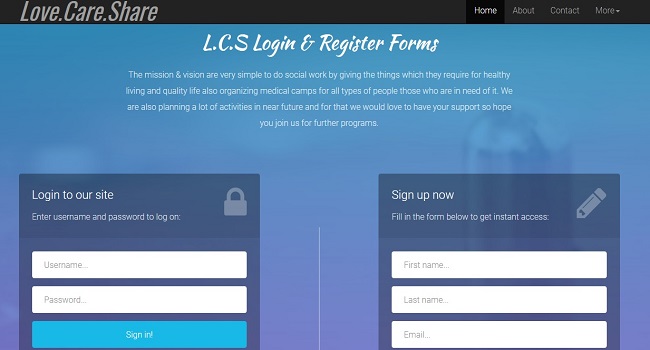 Love.Care.Share
Home About Contact More
L.C.S Login & Register Forms
The mission & vision are very simple to do social work by giving the things which they require for healthy
living and quality life also organizing medical camps for all types of people those who are in need of it. We
are also planning a lot of activities in near future and for that we would love to have your support so hope
you join us for further programs.
Login to our site
Enter username and password to log on:
Username...
Password...
Sign in!
Sign up now
Fill in the form below to get instant access:
First name...
Last name...
Email...